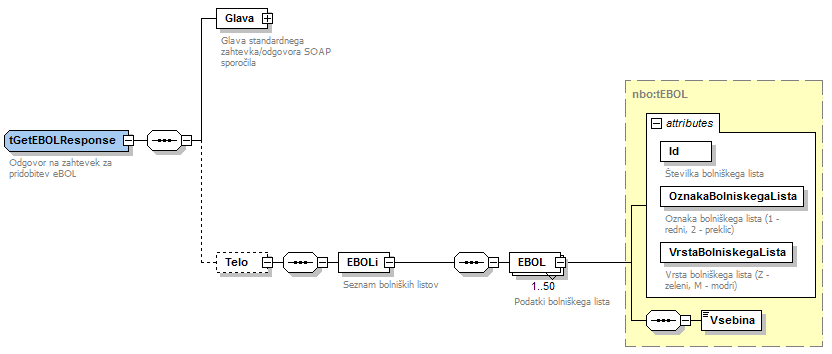 Glava
Glava standardnega
zahtevka/odgovora SOAP
sporočila
nbo:tEBOL
attributes
tGetEBOLResponse
Odgovor na zahtevek za
pridobitev eBOL
Id
Številka bolniškega lista
OznakaBolniskegaLista
Oznaka bolniškega lista (1 -
redni, 2 - preklic)
VrstaBolniskegaLista
Vrsta bolniškega lista (Z -
zeleni, M - modri)
Telo
EBOLi
Seznam bolniških listov
EBOL
1..50
Podatki bolniškega lista
Vsebina